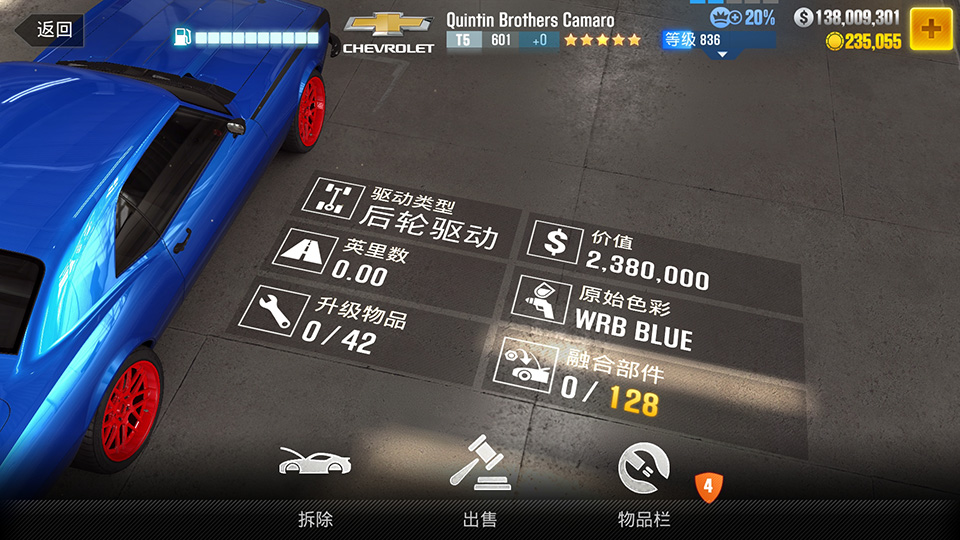 返回
CHEVROLET
Quintin Brothers Camaro
T5 601 +0
20%
等级 836
$ 138,009,301
235,055
驱动类型
后轮驱动
英里数
0.00
升级物品
0/42
价值
2,380,000
原始色彩
WRB BLUE
融合部件
0/128
拆除
出售
物品栏
4